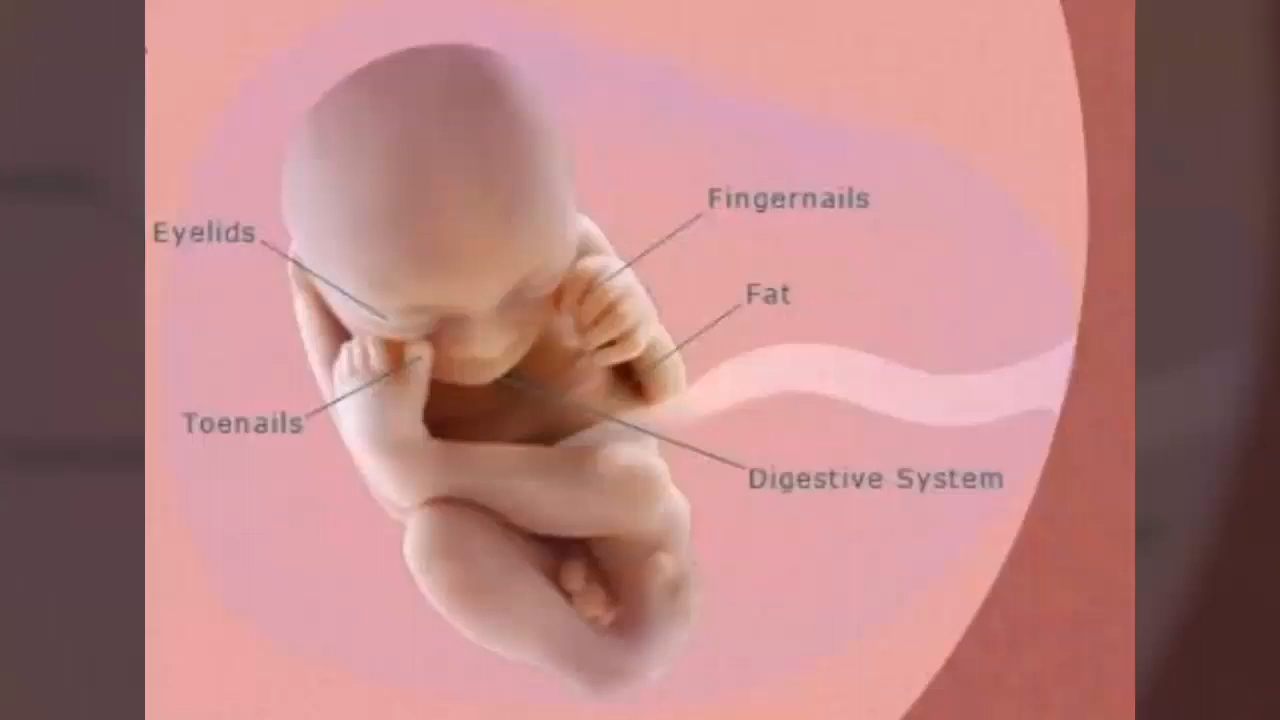 Fingernails
Eyelids
Fat
Toenails
Digestive System